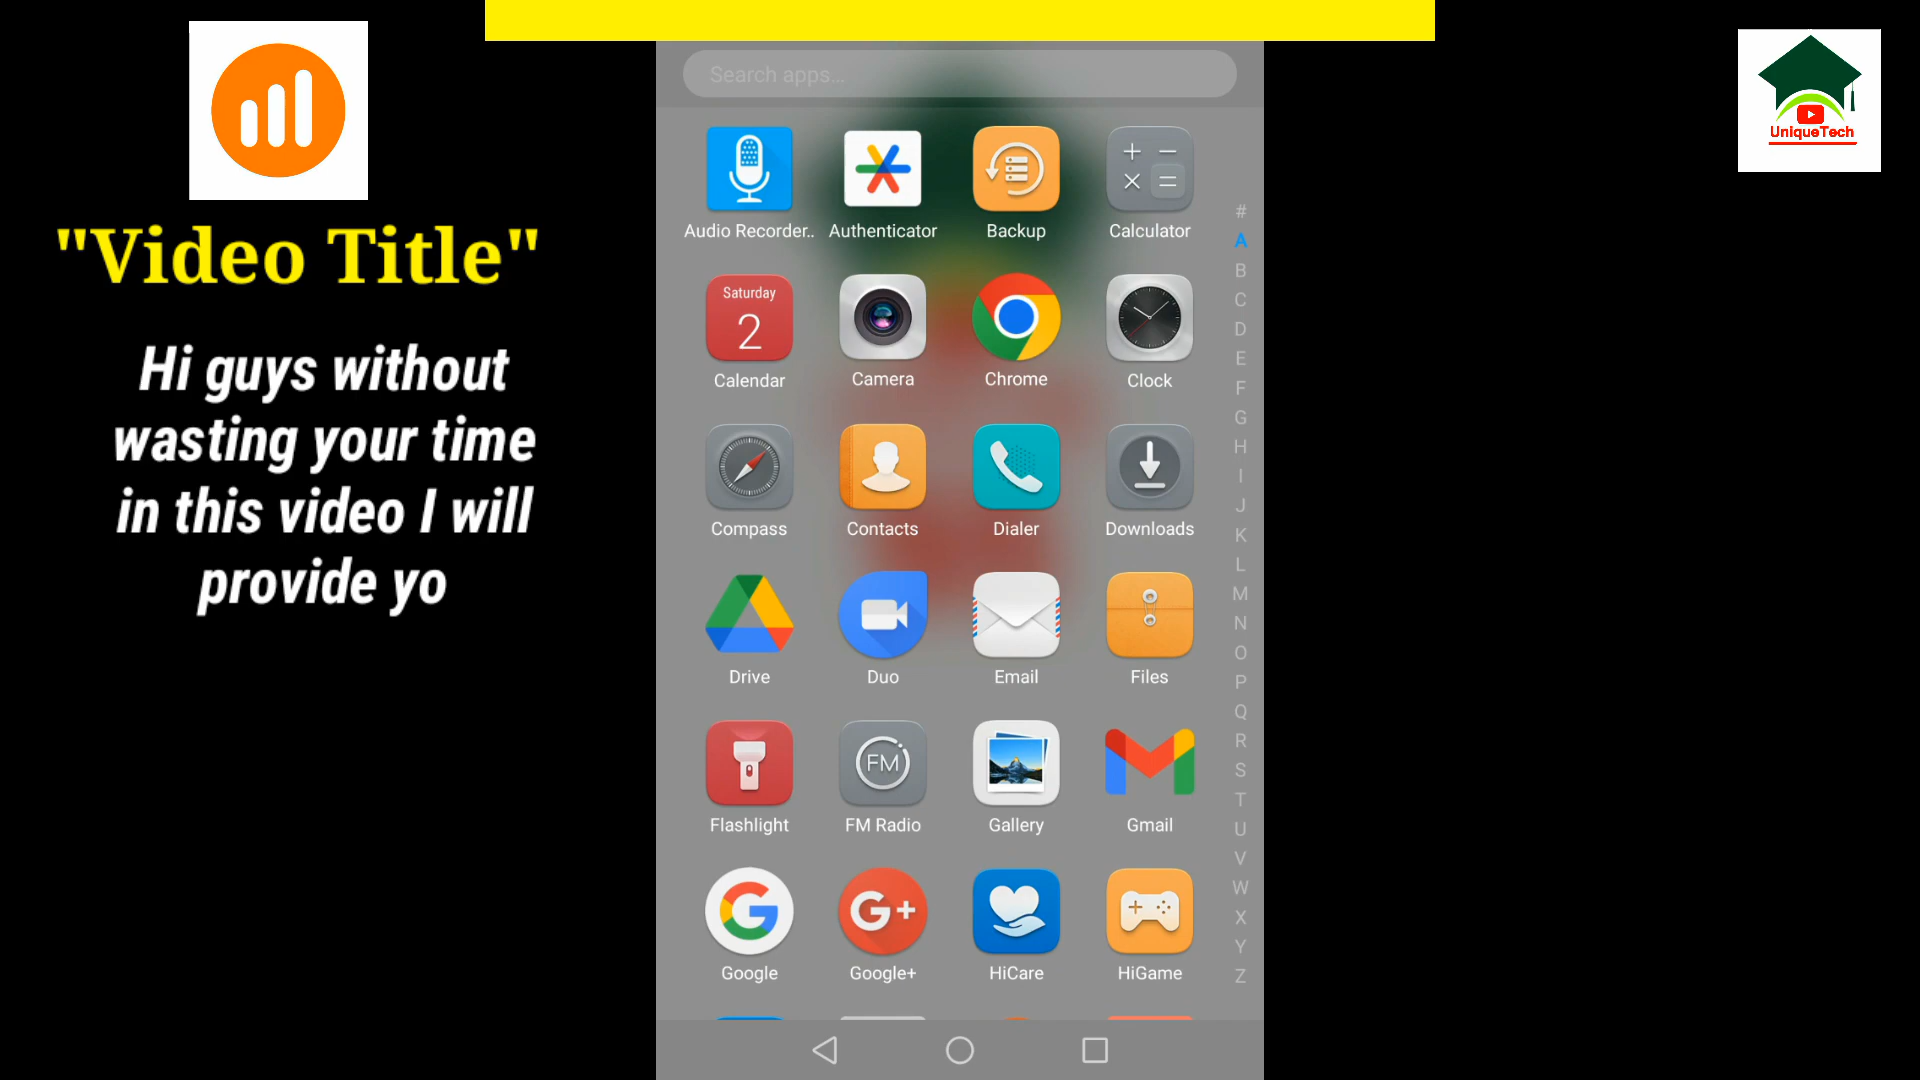 "Video Title"
Hi guys without
wasting your time
in this video I will
provide yo
Search apps...
Audio Recorder..
Authenticator
Backup
Calculator
Saturday
2
Calendar
Camera
Chrome
Clock
Compass
Contacts
Dialer
Downloads
Drive
Duo
Email
Files
FM
Flashlight
FM Radio
Gallery
Gmail
G+
Google
Google+
HiCare
HiGame
#
A
B
C
D
E
F
G
H
I
J
K
L
M
N
O
P
Q
R
S
T
U
V
W
X
Y
Z
UniqueTech